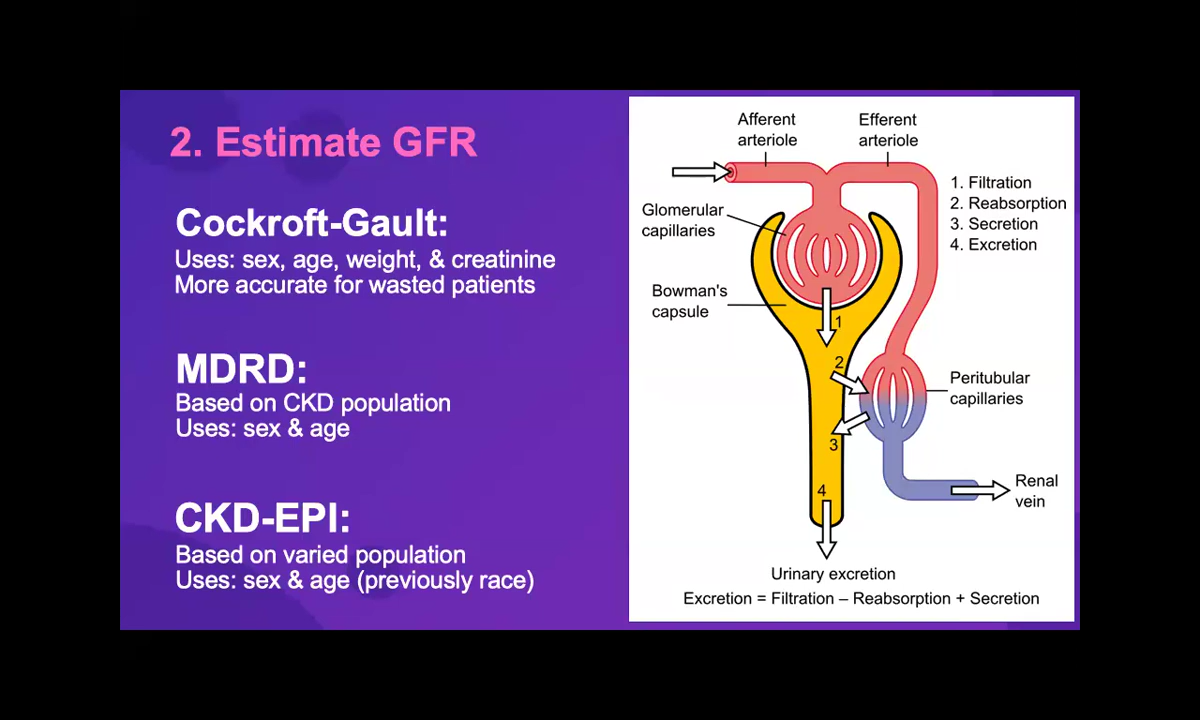 2. Estimate GFR
Cockroft-Gault:
Uses: sex, age, weight, & creatinine
More accurate for wasted patients
MDRD:
Based on CKD population
Uses: sex & age
CKD-EPI:
Based on varied population
Uses: sex & age (previously race)
Afferent
arteriole
Efferent
arteriole
1. Filtration
2. Reabsorption
3. Secretion
4. Excretion
Glomerular
capillaries
Bowman's
capsule
1
2
Peritubular
capillaries
3
4
Renal
vein
Urinary excretion
Excretion = Filtration – Reabsorption + Secretion